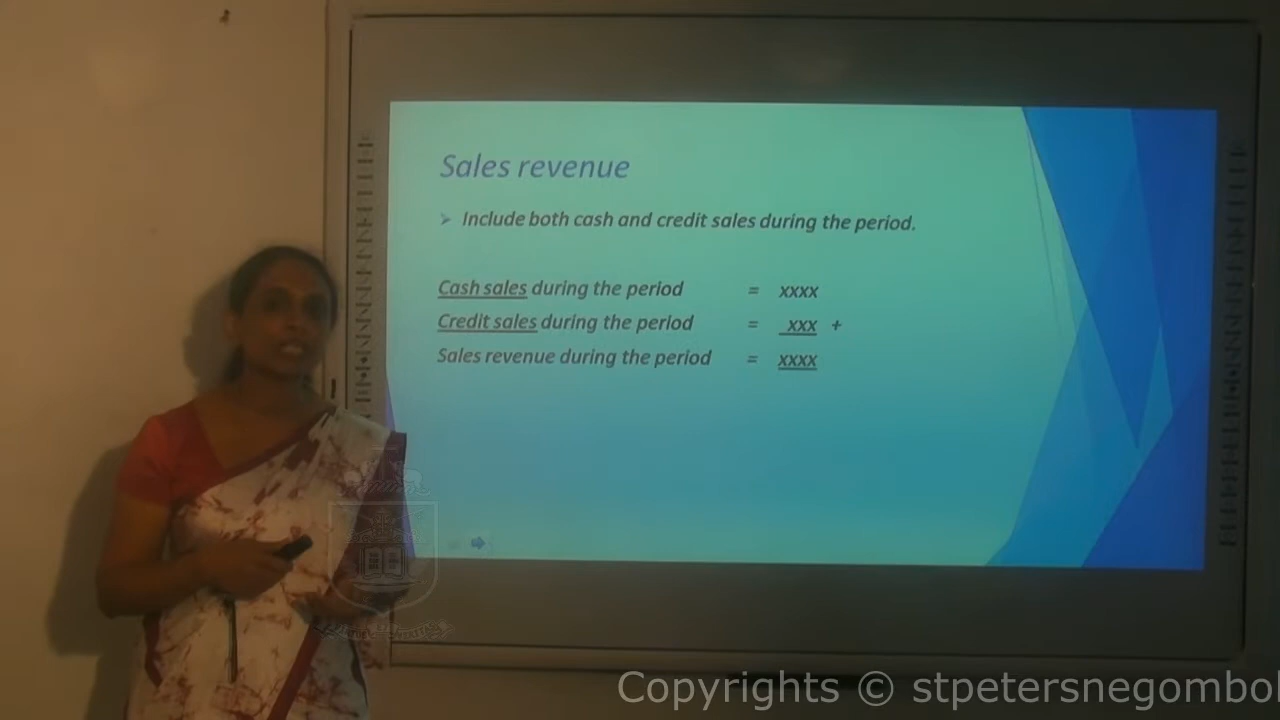 Sales revenue
Include both cash and credit sales during the period.
Cash sales during the period = xxxx
Credit sales during the period = xxx +
Sales revenue during the period = xxxx
Copyrights © stpetersnegombol